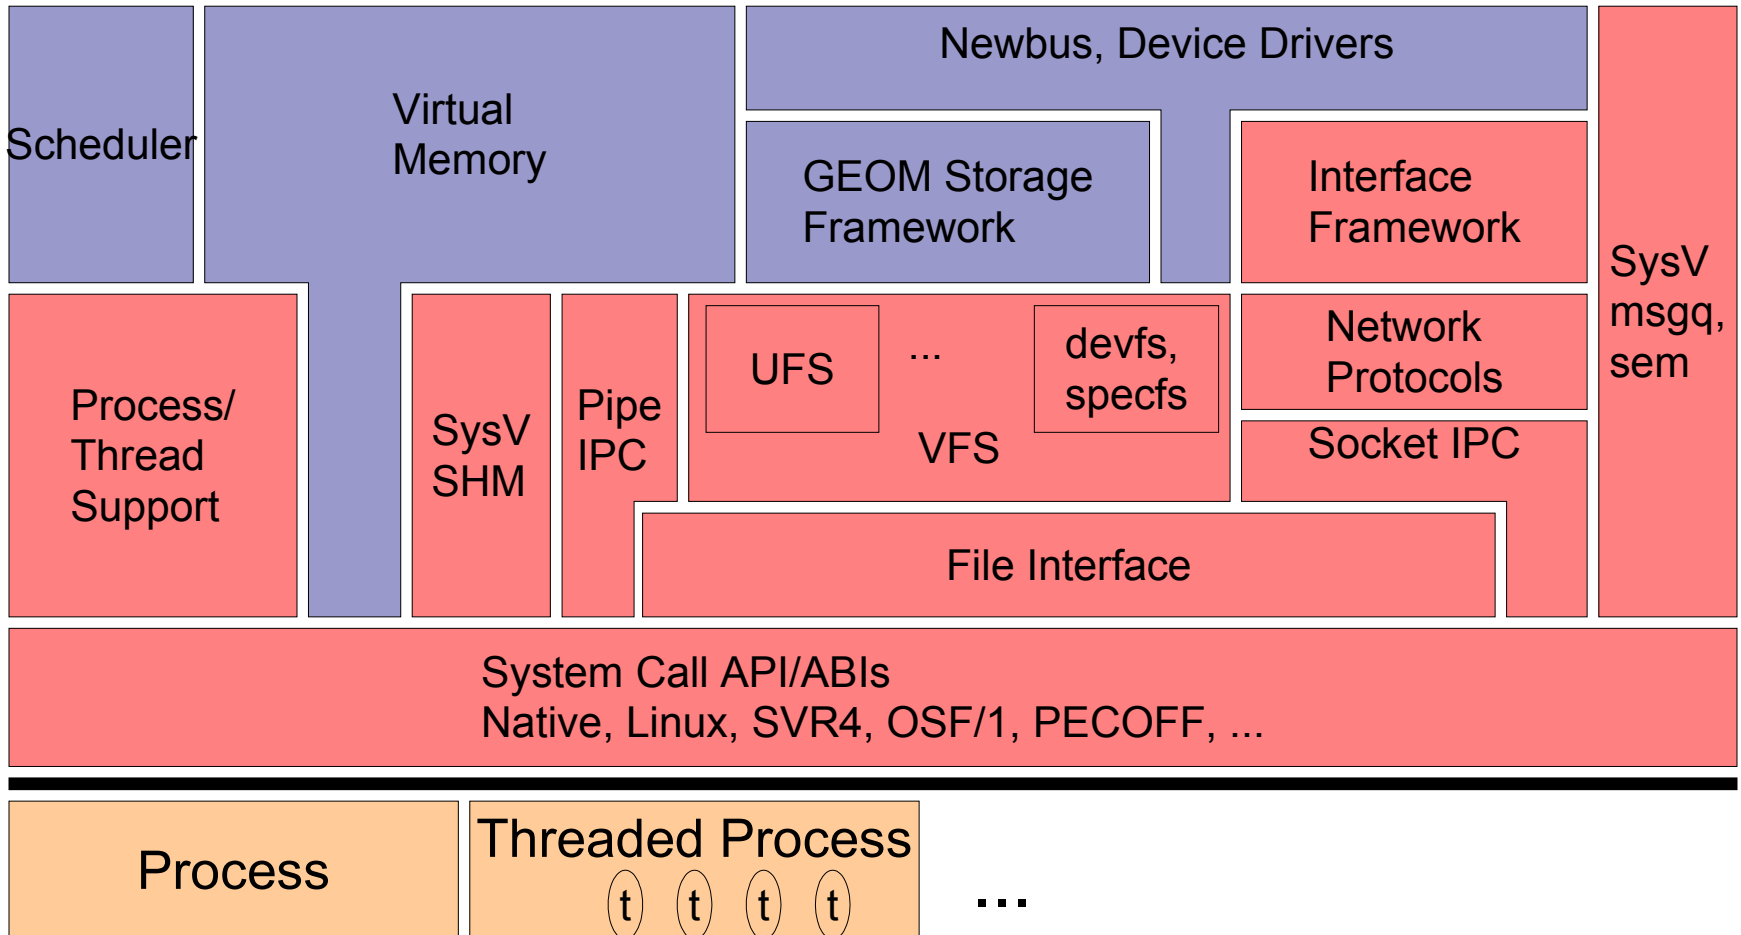 Scheduler
Virtual
Memory
Newbus, Device Drivers
GEOM Storage
Framework
Interface
Framework
SysV
msgq,
sem
Process/
Thread
Support
SysV
SHM
Pipe
IPC
UFS
...
devfs,
specfs
VFS
Network
Protocols
Socket IPC
File Interface
System Call API/ABIs
Native, Linux, SVR4, OSF/1, PECOFF, ...
Process
Threaded Process
t t t t
...